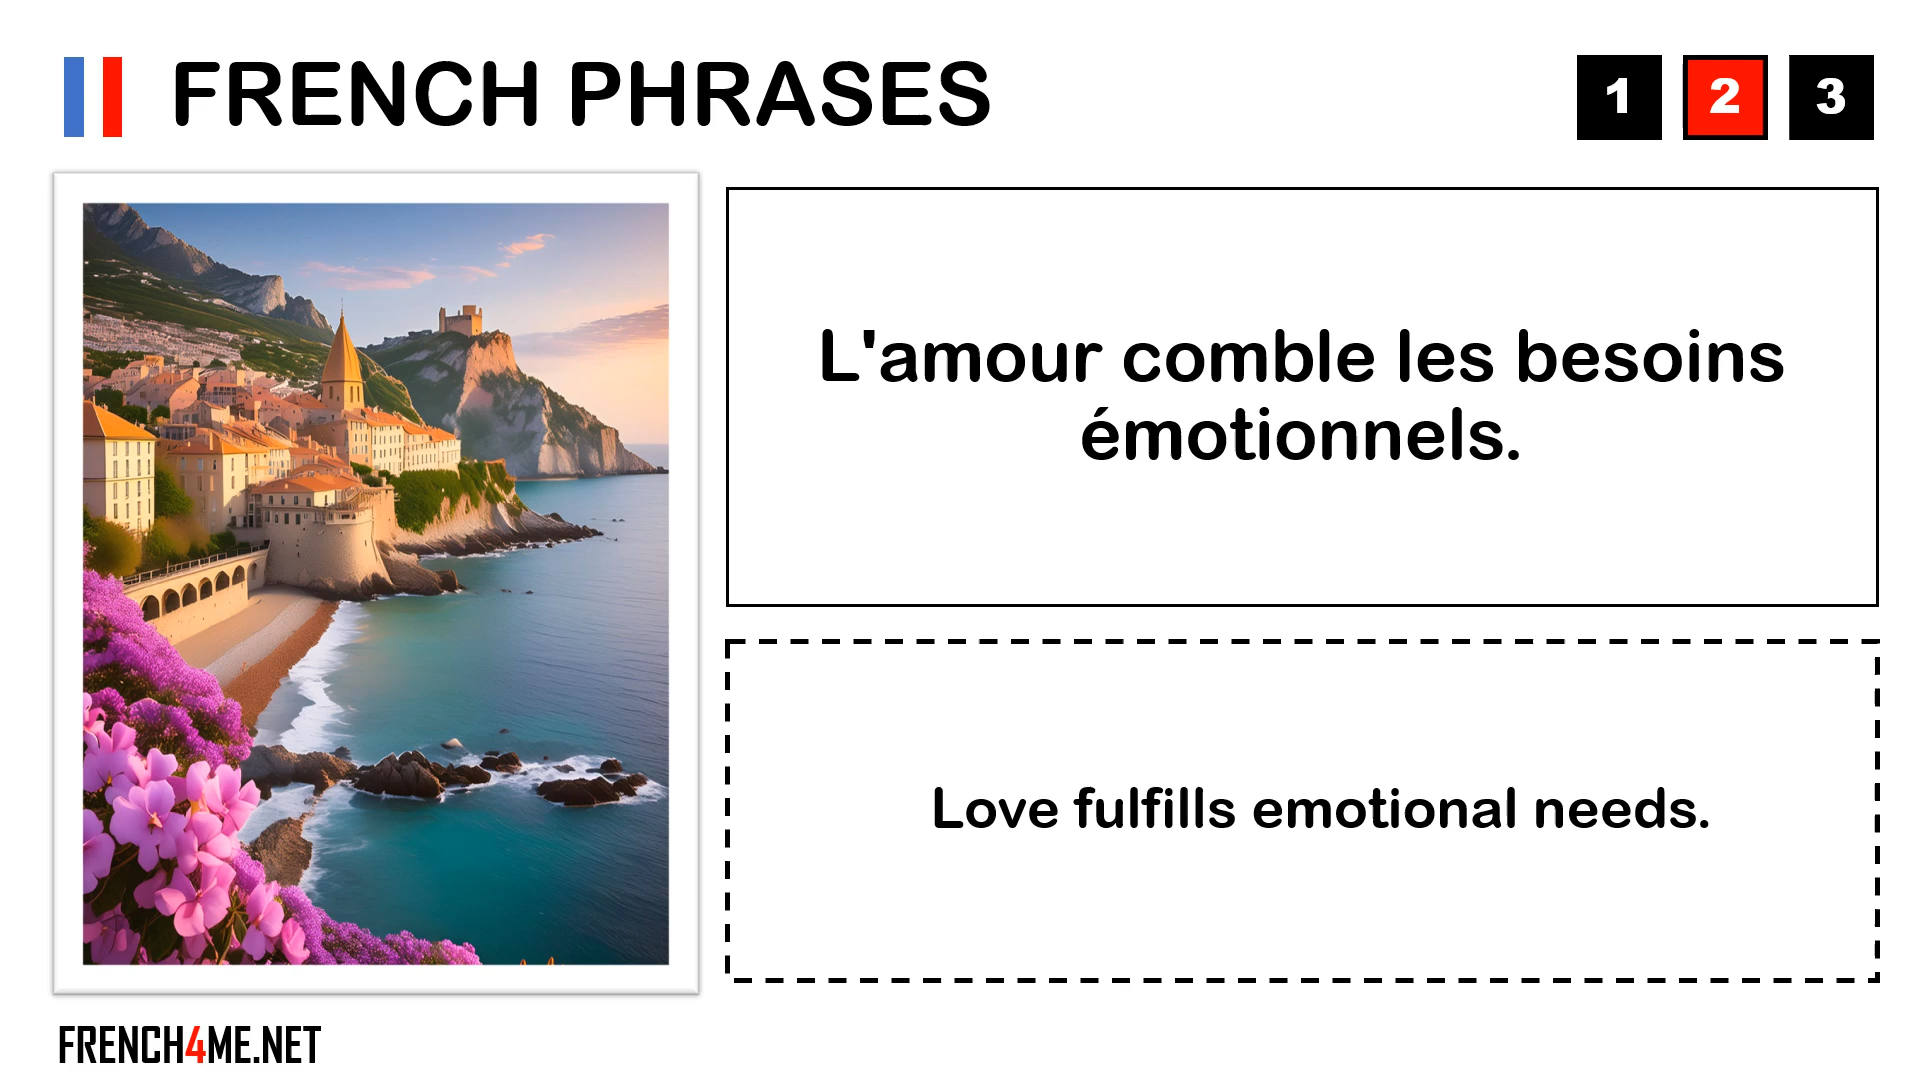 FRENCH PHRASES
1 2 3
L'amour comble les besoins
émotionnels.
Love fulfills emotional needs.
FRENCH4ME.NET